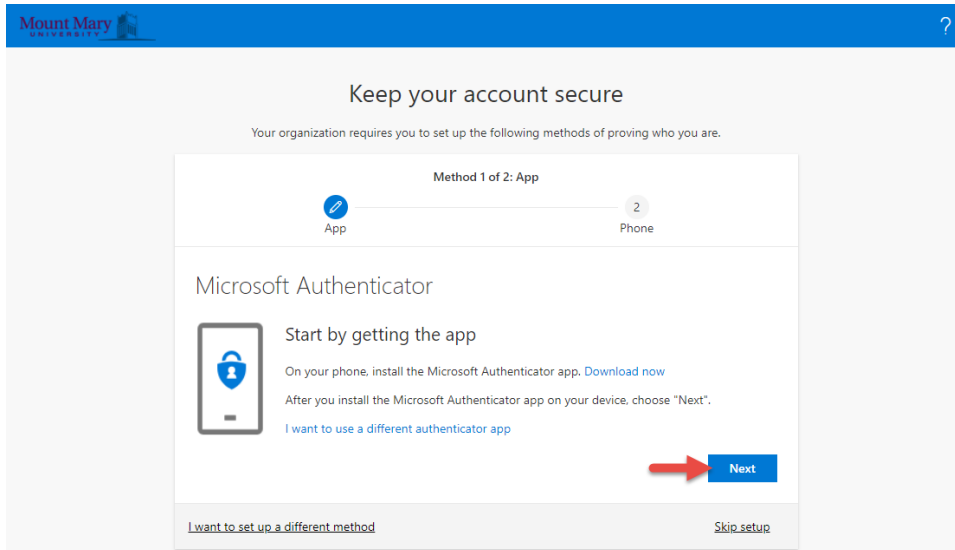 Mount Mary
UNIVERSITY
?
Keep your account secure
Your organization requires you to set up the following methods of proving who you are.
Method 1 of 2: App
2
App
Phone
Microsoft Authenticator
Start by getting the app
On your phone, install the Microsoft Authenticator app. Download now
After you install the Microsoft Authenticator app on your device, choose "Next".
I want to use a different authenticator app
Next
I want to set up a different method
Skip setup